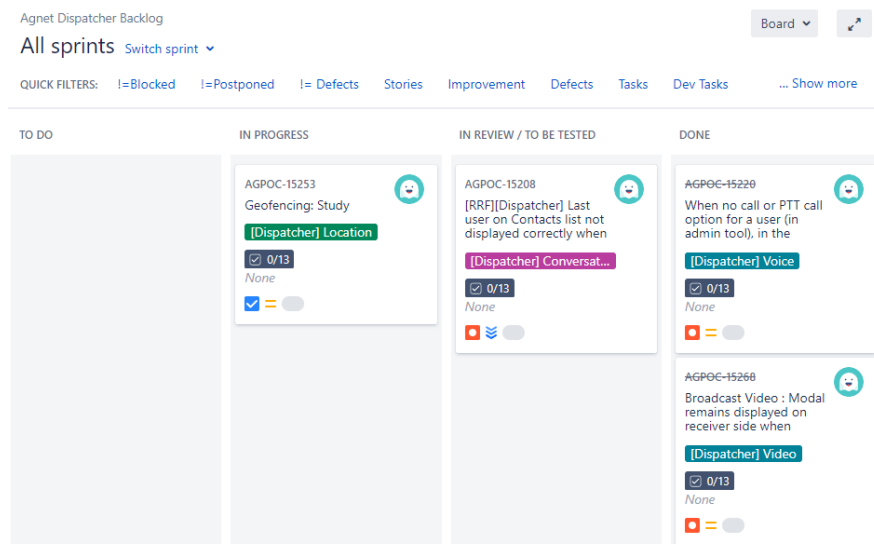 Agnet Dispatcher Backlog
Board
All sprints Switch sprint
QUICK FILTERS: !=Blocked !=Postponed != Defects Stories Improvement Defects Tasks Dev Tasks ... Show more
TO DO
IN PROGRESS
IN REVIEW / TO BE TESTED
DONE
AGPOC-15253
Geofencing: Study
[Dispatcher] Location
0/13
None
AGPOC-15208
[RRF][Dispatcher] Last
user on Contacts list not
displayed correctly when
[Dispatcher] Conversat...
0/13
None
AGPOC-15220
When no call or PTT call
option for a user (in
admin tool), in the
[Dispatcher] Voice
0/13
None
AGPOC-15268
Broadcast Video : Modal
remains displayed on
receiver side when
[Dispatcher] Video
0/13
None